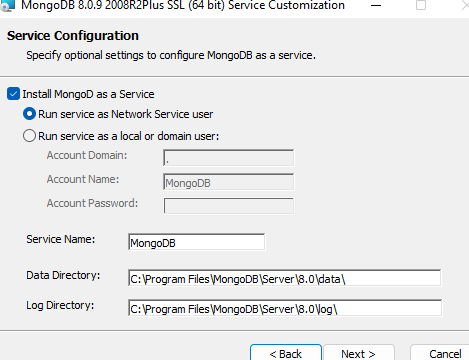 MongoDB 8.0.9 2008R2Plus SSL (64 bit) Service Customization
Service Configuration
Specify optional settings to configure MongoDB as a service.
Install MongoD as a Service
Run service as Network Service user
Run service as a local or domain user:
Account Domain: .
Account Name: MongoDB
Account Password:
Service Name: MongoDB
Data Directory: C:\Program Files\MongoDB\Server\8.0\data\
Log Directory: C:\Program Files\MongoDB\Server\8.0\log\
< Back Next > Cancel